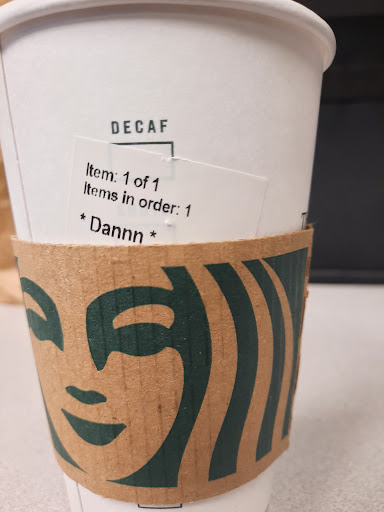 DECAF
Item: 1 of 1
Items in order: 1
* Dannn *